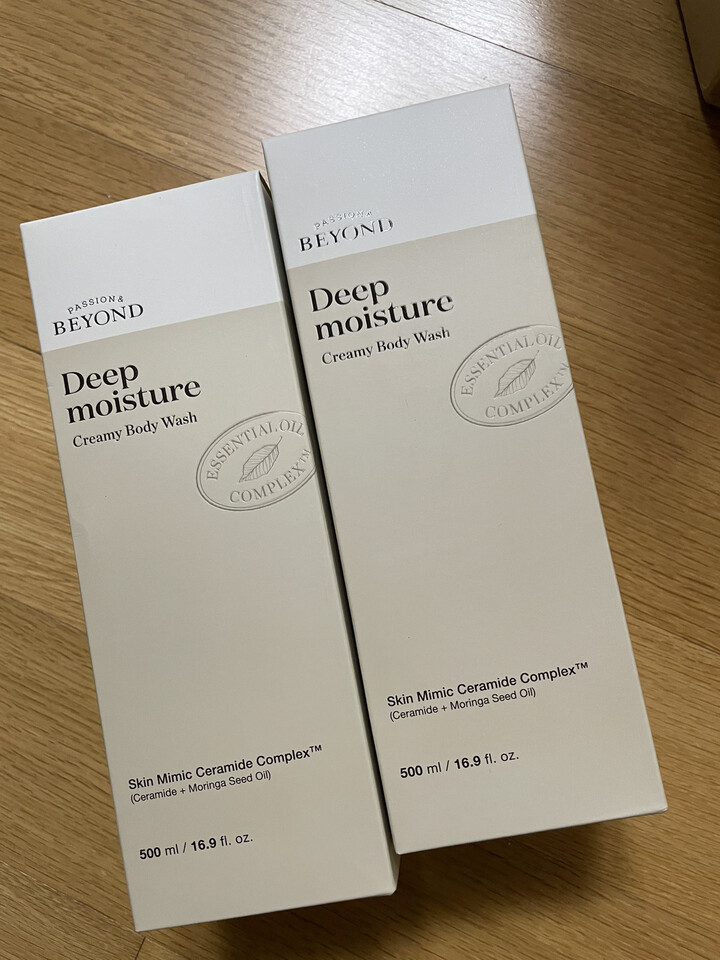 PASSION &
BEYOND
Deep
moisture
Creamy Body Wash
ESSENTIAL OIL
COMPLEX™
Skin Mimic Ceramide Complex™
(Ceramide + Moringa Seed Oil)
500 ml / 16.9 fl. oz.
PASSION &
BEYOND
Deep
moisture
Creamy Body Wash
ESSENTIAL OIL
COMPLEX™
Skin Mimic Ceramide Complex™
(Ceramide + Moringa Seed Oil)
500 ml / 16.9 fl. oz.